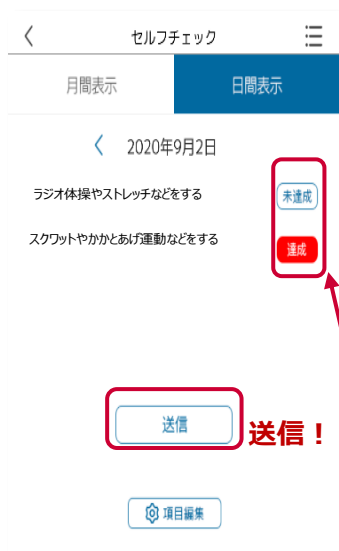 セルフチェック
月間表示 日間表示
2020年9月2日
ラジオ体操やストレッチなどをする 未達成
スクワットやかかとあげ運動などをする 達成
送信 送信！
項目編集